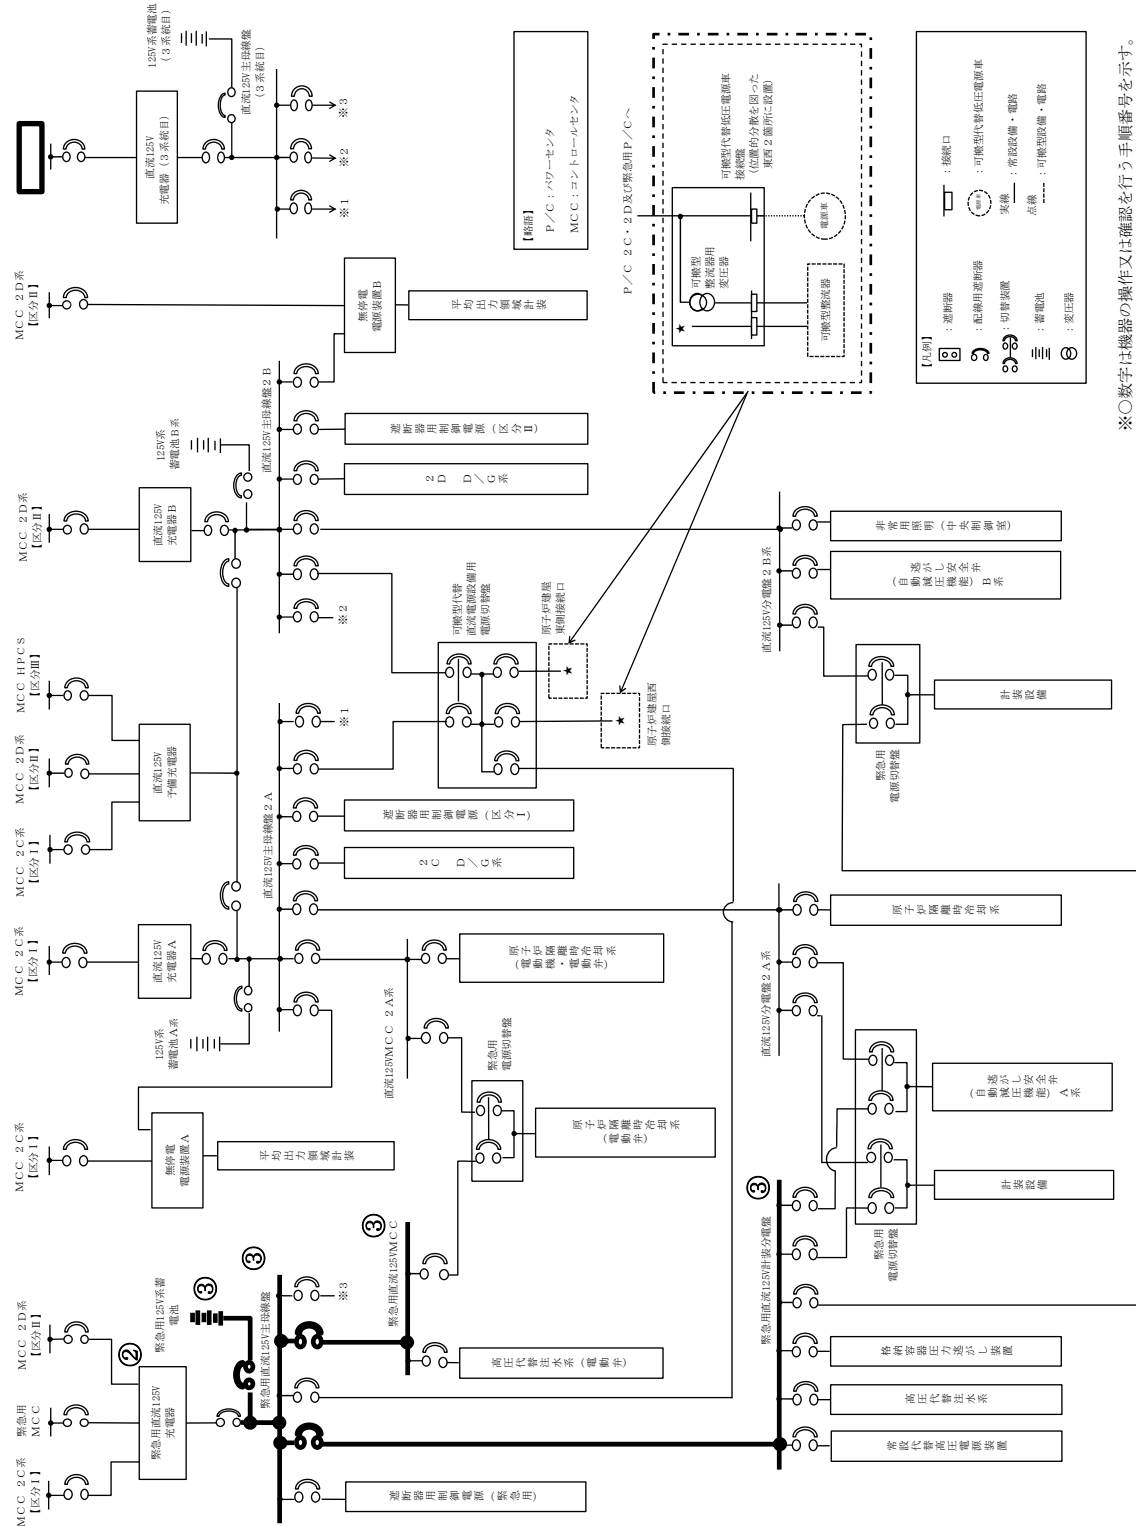 MCC 2C系
【区分Ⅰ】
緊急用
MCC
MCC 2D系
【区分Ⅱ】
MCC 2C系
【区分Ⅰ】
MCC 2C系
【区分Ⅰ】
MCC 2C系
【区分Ⅰ】
MCC 2D系
【区分Ⅱ】
MCC HPCS
【区分Ⅲ】
MCC 2D系
【区分Ⅱ】
MCC 2D系
【区分Ⅱ】
②
緊急用直流125V
充電器
緊急用125V系蓄
電池
③
③
緊急用直流125V主母線盤
※3
遮断器用制御電源（緊急用）
③
緊急用直流125VMCC
高圧代替注水系（電動弁）
無停電
電源装置A
平均出力領域計装
125V系
蓄電池A系
直流125V
充電器A
直流125V
予備充電器
直流125V主母線盤2A
※1
直流125VMCC 2A系
緊急用
電源切替盤
原子炉隔離時冷却系
（電動弁）
原子炉隔離時冷却系
（電動機・電動弁）
2C D／G系
遮断器用制御電源（区分Ⅰ）
直流125V
充電器B
125V系
蓄電池B系
直流125V主母線盤2B
※2
可搬型代替
直流電源設備用
電源切替盤
原子炉建屋西
側接続口
★
原子炉建屋
東側接続口
★
2D D／G系
遮断器用制御電源（区分Ⅱ）
無停電
電源装置B
平均出力領域計装
直流125V
充電器（3系統目）
125V系蓄電池
（3系統目）
直流125V主母線盤
（3系統目）
※1
※2
※3
③
緊急用直流125V計装分電盤
常設代替高圧電源装置
高圧代替注水系
格納容器圧力逃がし装置
緊急用
電源切替盤
計装設備
逃がし安全弁
（自動減圧機能）A系
直流125V分電盤2A系
原子炉隔離時冷却系
緊急用
電源切替盤
計装設備
直流125V分電盤2B系
逃がし安全弁
（自動減圧機能）B系
非常用照明（中央制御室）
【略語】
P／C：パワーセンタ
MCC：コントロールセンタ
P／C 2C・2D及び緊急用P／Cへ
可搬型代替低圧電源車
接続盤
（位置的分散を図った
東西2箇所に設置）
可搬型
整流器用
変圧器
★
可搬型整流器
電源車
【凡例】
：遮断器
：配線用遮断器
：切替装置
：蓄電池
：変圧器
：接続口
電源車
：可搬型代替低圧電源車
実線
：常設設備・電路
点線
：可搬型設備・電路
※○数字は機器の操作又は確認を行う手順番号を示す。